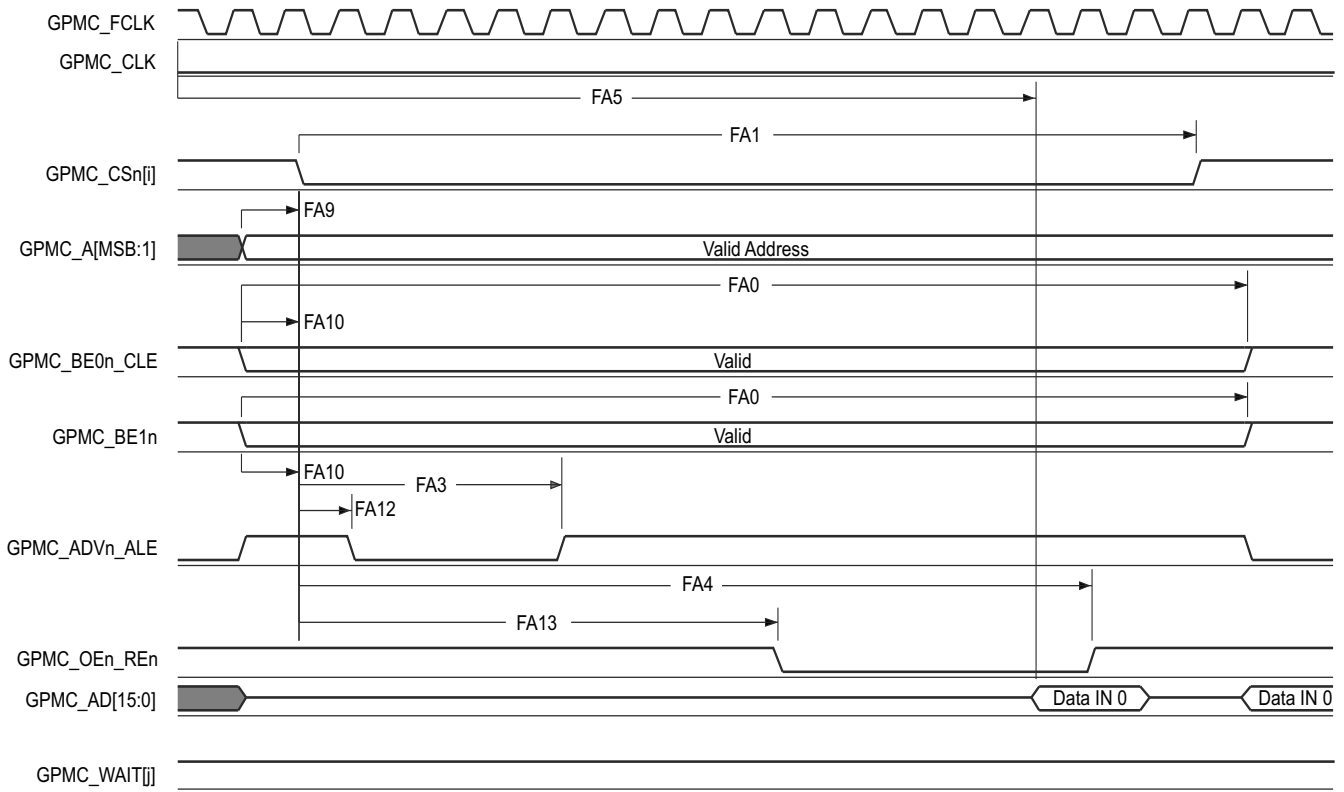 GPMC_FCLK
GPMC_CLK
FA5
FA1
GPMC_CSn[i]
FA9
GPMC_A[MSB:1]
Valid Address
FA0
FA10
GPMC_BE0n_CLE
Valid
FA0
GPMC_BE1n
Valid
FA10
FA3
FA12
GPMC_ADVn_ALE
FA4
FA13
GPMC_OEn_REn
GPMC_AD[15:0]
Data IN 0
Data IN 0
GPMC_WAIT[j]